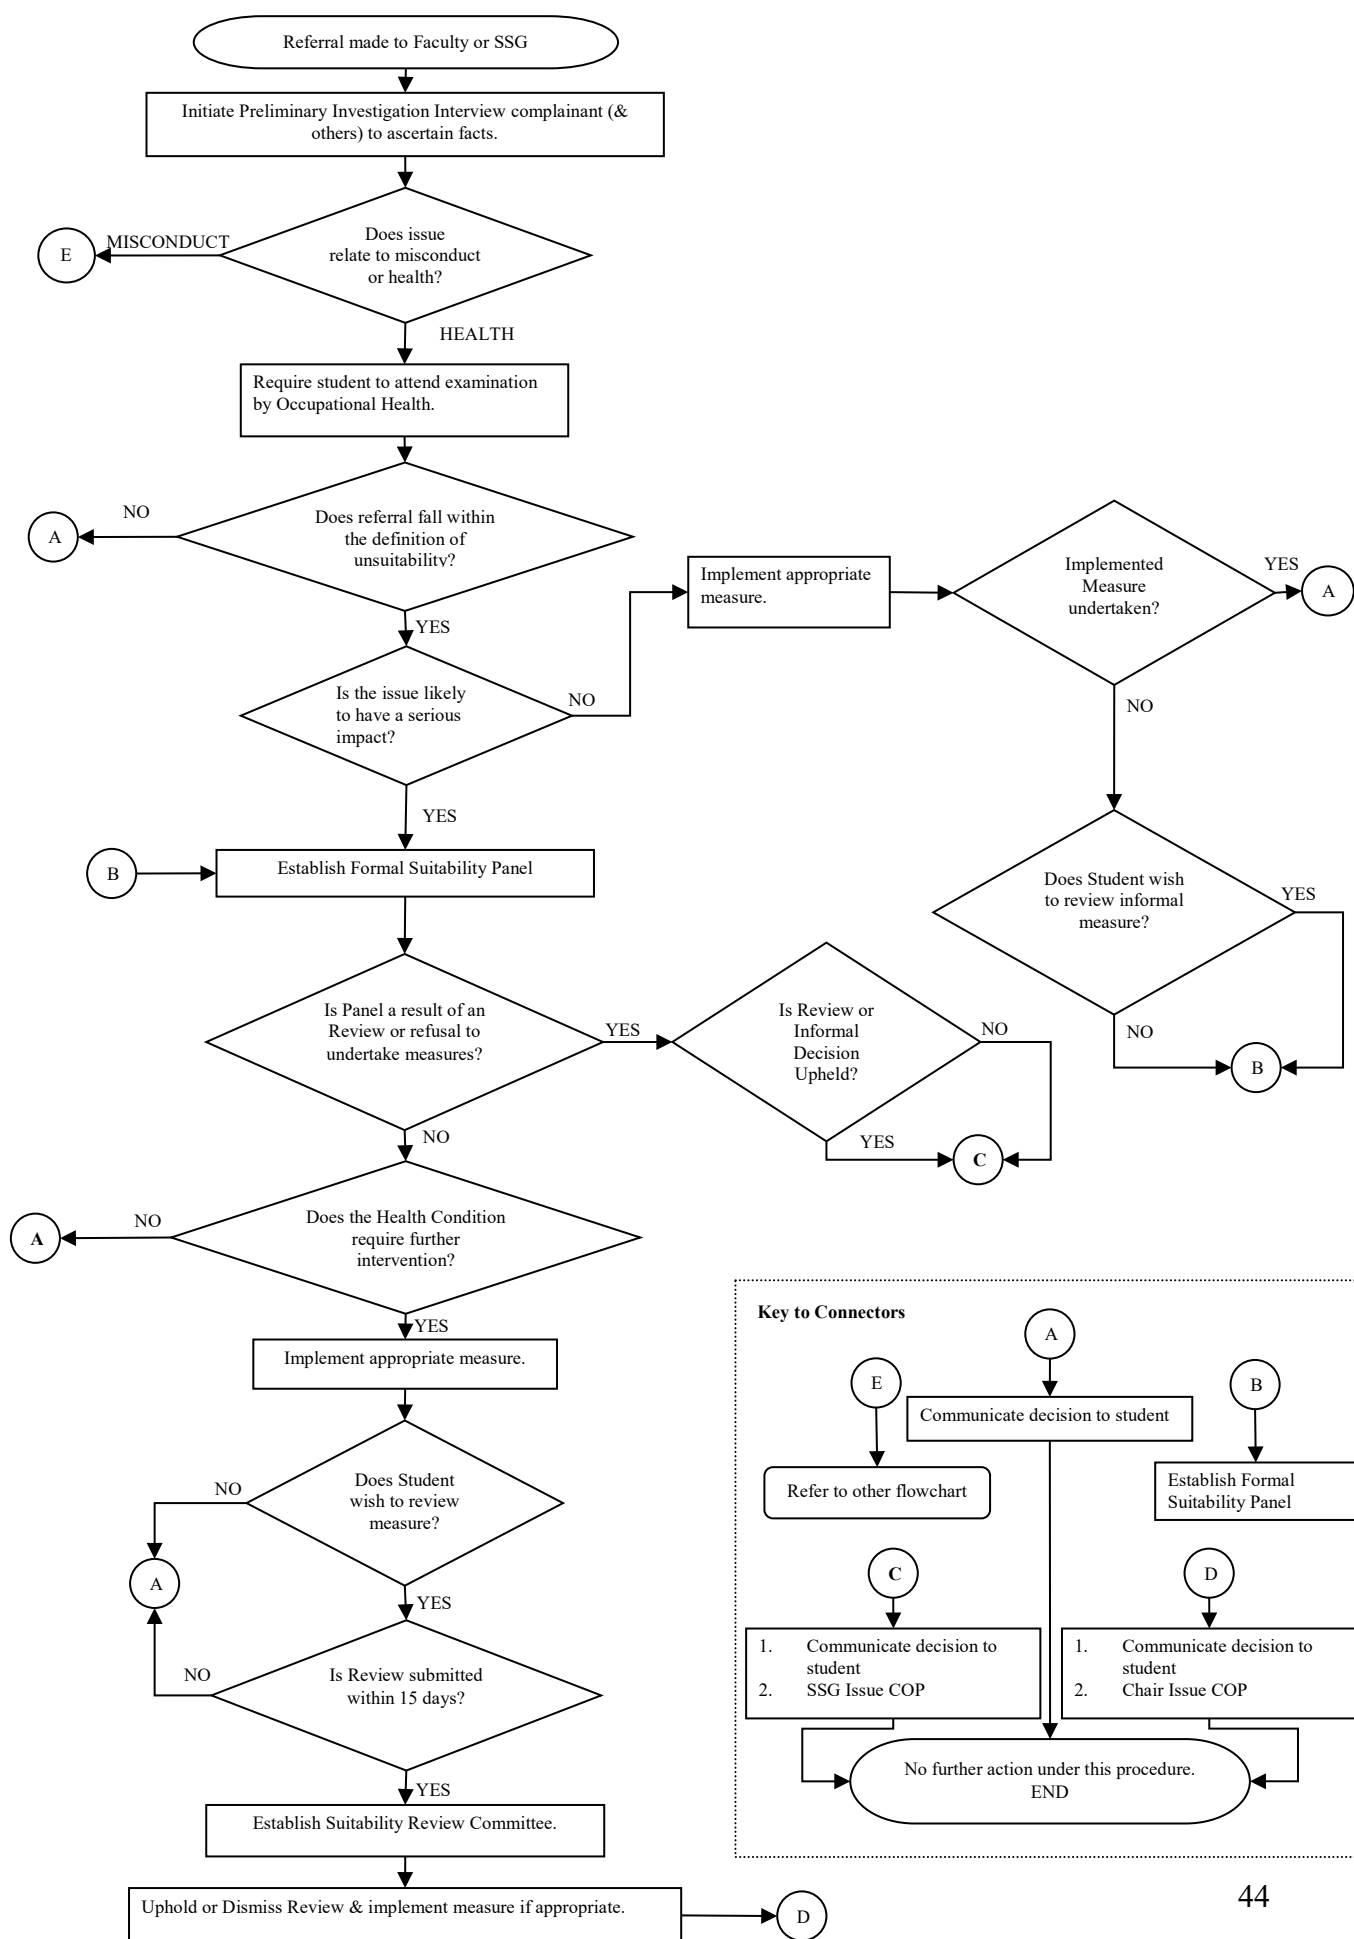 Referral made to Faculty or SSG
Initiate Preliminary Investigation Interview complainant (&
others) to ascertain facts.
Does issue
relate to misconduct
or health?
MISCONDUCT
E
HEALTH
Require student to attend examination
by Occupational Health.
Does referral fall within
the definition of
unsuitability?
NO
A
YES
Is the issue likely
to have a serious
impact?
NO
Implement appropriate
measure.
Implemented
Measure
undertaken?
YES
A
NO
Does Student wish
to review informal
measure?
YES
NO
B
YES
B
Establish Formal Suitability Panel
Is Panel a result of an
Review or refusal to
undertake measures?
YES
Is Review or
Informal
Decision
Upheld?
NO
YES
C
NO
Does the Health Condition
require further
intervention?
NO
A
YES
Implement appropriate measure.
Does Student
wish to review
measure?
NO
A
YES
Is Review submitted
within 15 days?
NO
YES
Establish Suitability Review Committee.
Uphold or Dismiss Review & implement measure if appropriate.
D
Key to Connectors
A
Communicate decision to student
E
Refer to other flowchart
B
Establish Formal
Suitability Panel
C
1. Communicate decision to
student
2. SSG Issue COP
D
1. Communicate decision to
student
2. Chair Issue COP
No further action under this procedure.
END
44